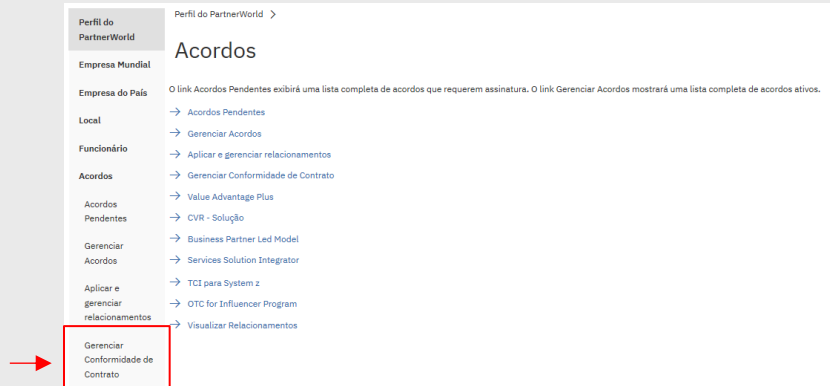 Perfil do
PartnerWorld
Empresa Mundial
Empresa do País
Local
Funcionário
Acordos
Acordos
Pendentes
Gerenciar
Acordos
Aplicar e
gerenciar
relacionamentos
Gerenciar
Conformidade de
Contrato
Perfil do PartnerWorld >
Acordos
O link Acordos Pendentes exibirá uma lista completa de acordos que requerem assinatura. O link Gerenciar Acordos mostrará uma lista completa de acordos ativos.
→ Acordos Pendentes
→ Gerenciar Acordos
→ Aplicar e gerenciar relacionamentos
→ Gerenciar Conformidade de Contrato
→ Value Advantage Plus
→ CVR - Solução
→ Business Partner Led Model
→ Services Solution Integrator
→ TCI para System z
→ OTC for Influencer Program
→ Visualizar Relacionamentos